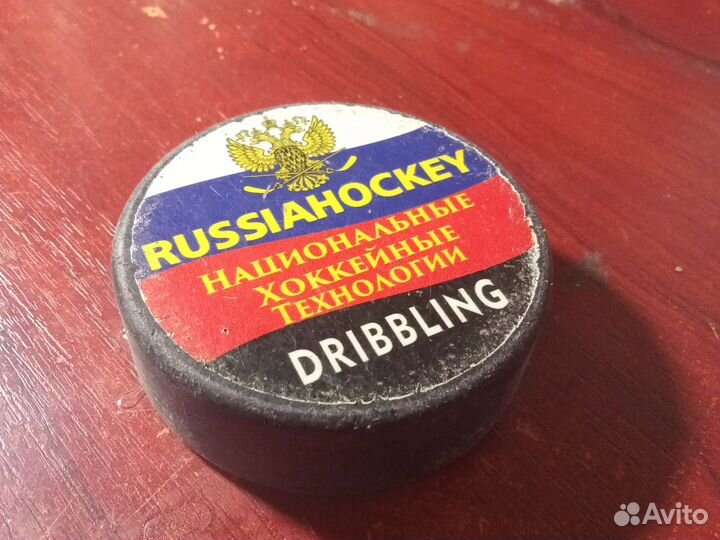 RUSSIAHOCKEY
НАЦИОНАЛЬНЫЕ
ХОККЕЙНЫЕ
ТЕХНОЛОГИИ
DRIBBLING
Avito